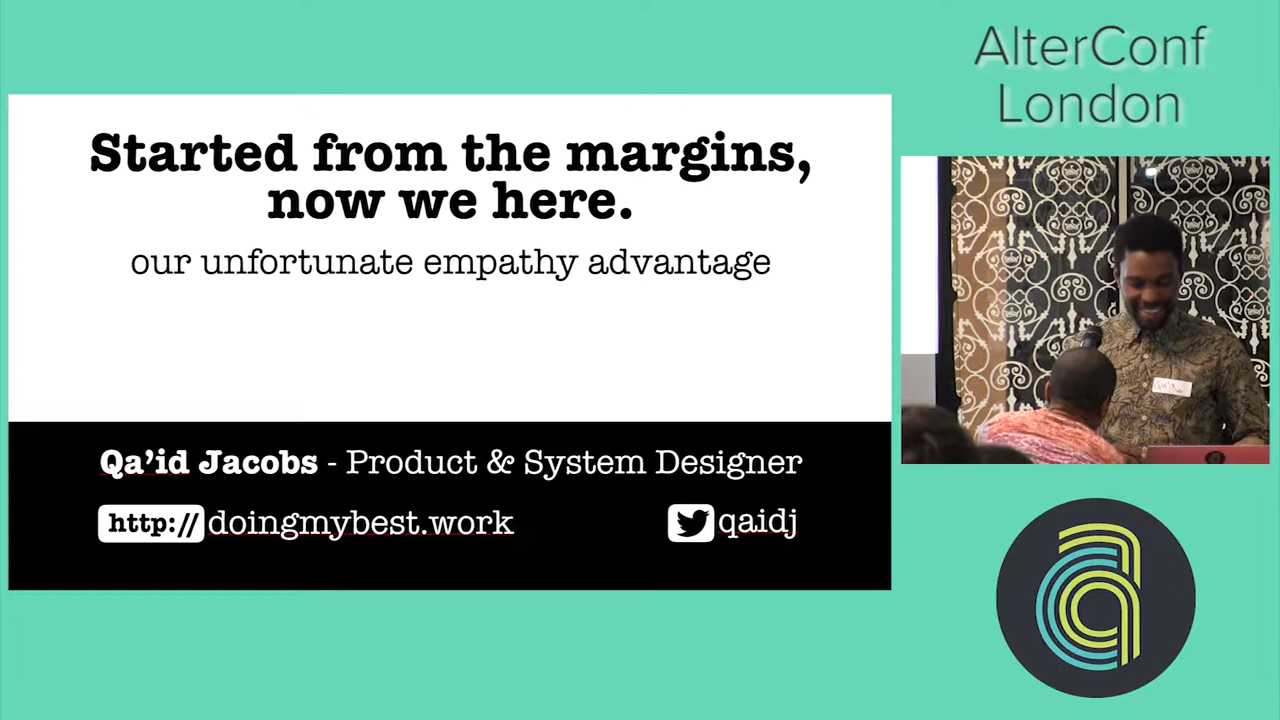 AlterConf
London
Started from the margins,
now we here.
our unfortunate empathy advantage
Qa'id Jacobs - Product & System Designer
http:// doingmybest.work
qaidj